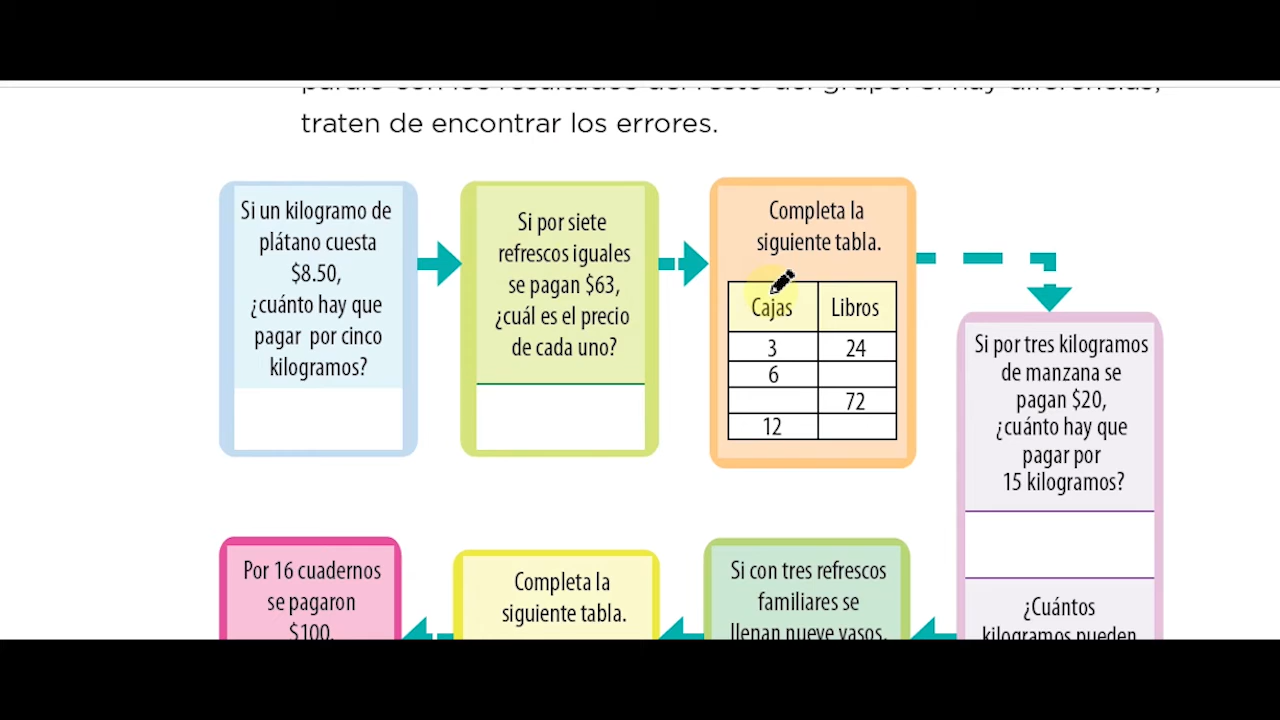 traten de encontrar los errores.
Si un kilogramo de
plátano cuesta
$8.50,
¿cuánto hay que
pagar por cinco
kilogramos?
Si por siete
refrescos iguales
se pagan $63,
¿cuál es el precio
de cada uno?
Completa la
siguiente tabla.
Cajas Libros
3 24
6
72
12
Si por tres kilogramos
de manzana se
pagan $20,
¿cuánto hay que
pagar por
15 kilogramos?
¿Cuántos
kilogramos pueden
Si con tres refrescos
familiares se
llenan nueve vasos,
Completa la
siguiente tabla.
Por 16 cuadernos
se pagaron
$100,